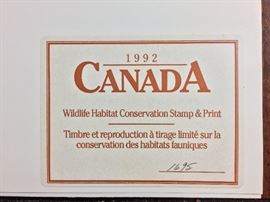 1992
CANADA
Wildlife Habitat Conservation Stamp & Print
Timbre et reproduction à tirage limité sur la
conservation des habitats fauniques
1695